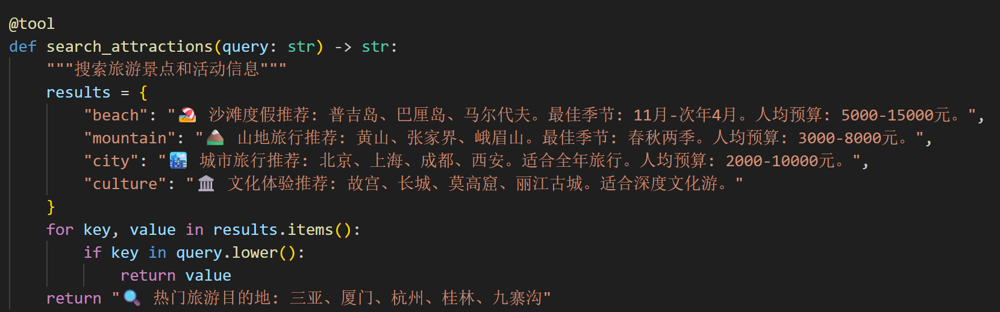 @tool
def search_attractions(query: str) -> str:
    """搜索旅游景点和活动信息"""
    results = {
        "beach": "🏖️ 沙滩度假推荐: 普吉岛、巴厘岛、马尔代夫。最佳季节: 11月-次年4月。人均预算: 5000-15000元。",
        "mountain": "⛰️ 山地旅行推荐: 黄山、张家界、峨眉山。最佳季节: 春秋两季。人均预算: 3000-8000元。",
        "city": "🏙️ 城市旅行推荐: 北京、上海、成都、西安。适合全年旅行。人均预算: 2000-10000元。",
        "culture": "🏛️ 文化体验推荐: 故宫、长城、莫高窟、丽江古城。适合深度文化游。"
    }
    for key, value in results.items():
        if key in query.lower():
            return value
    return "🔍 热门旅游目的地: 三亚、厦门、杭州、桂林、九寨沟"